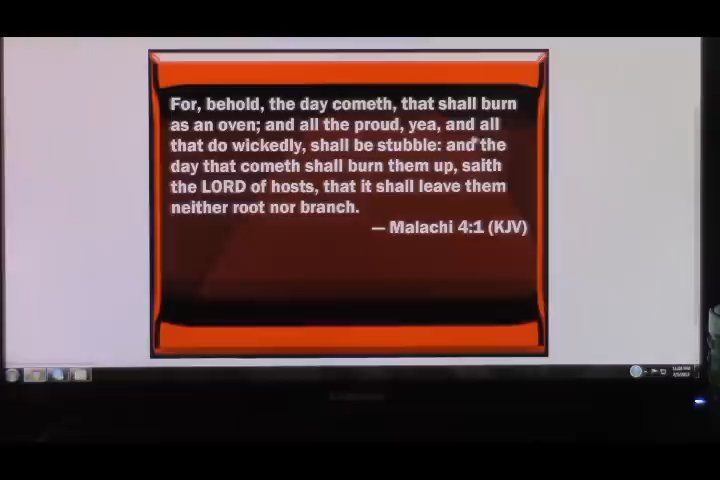 For, behold, the day cometh, that shall burn
as an oven; and all the proud, yea, and all
that do wickedly, shall be stubble: and the
day that cometh shall burn them up, saith
the LORD of hosts, that it shall leave them
neither root nor branch.
— Malachi 4:1 (KJV)